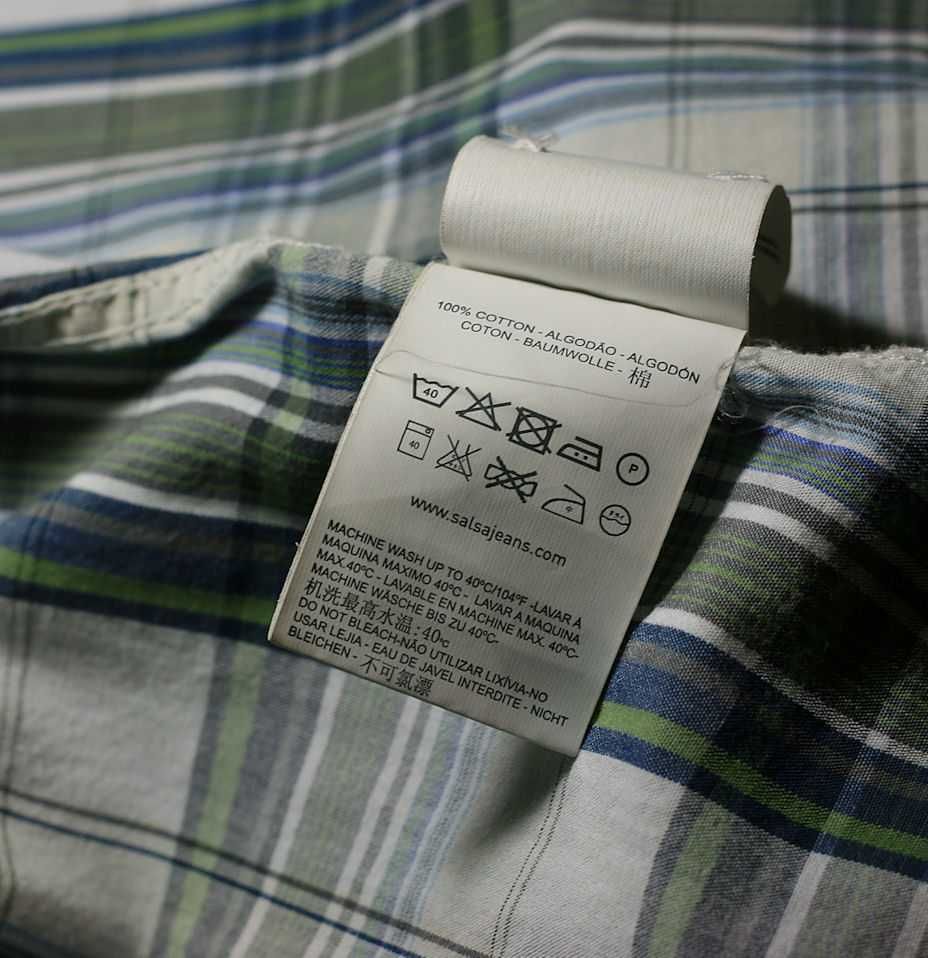 100% COTTON - ALGODÃO - ALGODÓN
COTON - BAUMWOLLE - 棉
40
P
40
www.salsajeans.com
MACHINE WASH UP TO 40ºC/104ºF -LAVAR À
MAQUINA MAXIMO 40ºC - LAVAR A MAQUINA
MAX.40ºC - LAVABLE EN MACHINE MAX. 40ºC-
MACHINE WÄSCHE BIS ZU 40ºC-
机洗最高水温:40ºc
DO NOT BLEACH-NÃO UTILIZAR LIXÍVIA-NO
USAR LEJIA - EAU DE JAVEL INTERDITE - NICHT
BLEICHEN - 不可氯漂